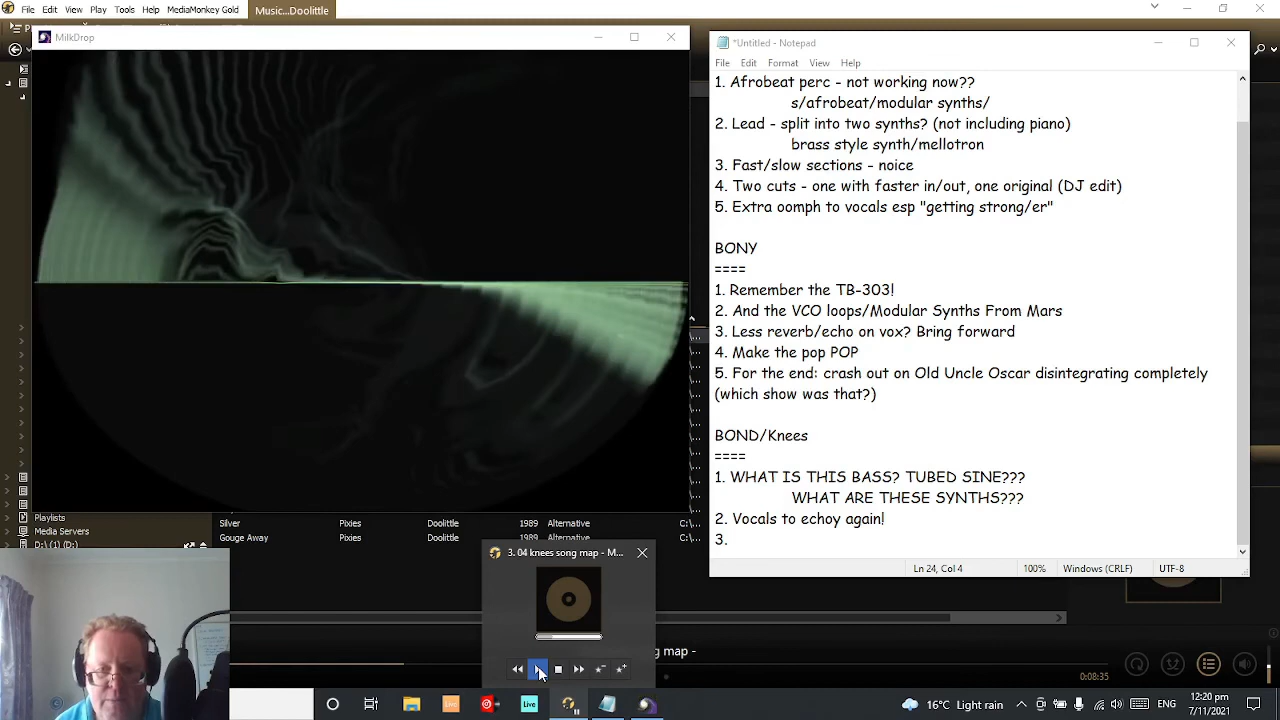 File Edit View Play Tools Help MediaMonkey Gold Music...Doolittle
MilkDrop
*Untitled - Notepad
File Edit Format View Help
1. Afrobeat perc - not working now??
s/afrobeat/modular synths/
2. Lead - split into two synths? (not including piano)
brass style synth/mellotron
3. Fast/slow sections - noice
4. Two cuts - one with faster in/out, one original (DJ edit)
5. Extra oomph to vocals esp "getting strong/er"
BONY
====
1. Remember the TB-303!
2. And the VCO loops/Modular Synths From Mars
3. Less reverb/echo on vox? Bring forward
4. Make the pop POP
5. For the end: crash out on Old Uncle Oscar disintegrating completely
(which show was that?)
BOND/Knees
====
1. WHAT IS THIS BASS? TUBED SINE???
WHAT ARE THESE SYNTHS???
2. Vocals to echoy again!
3.
Ln 24, Col 4 100% Windows (CRLF) UTF-8
Playlists
Media Servers
D:\ (D:)
Silver Pixies Doolittle 1989 Alternative C:\...
Gouge Away Pixies Doolittle 1989 Alternative C:\...
3. 04 knees song map - M...
g map -
0:08:35
Live
Live
16°C Light rain
ENG
12:20 pm
7/11/2021